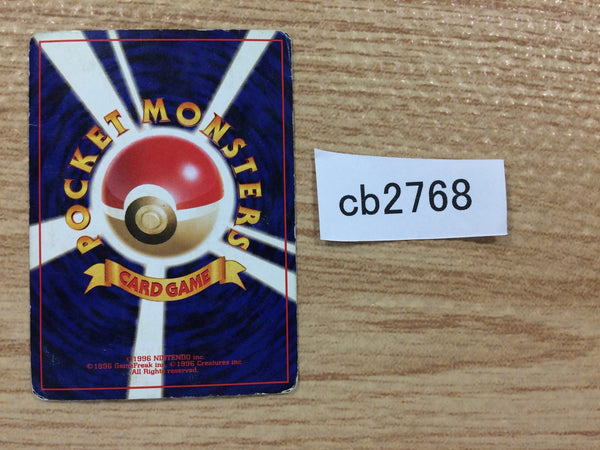 POCKET MONSTERS
CARD GAME
©1996 NINTENDO inc.
©1996 GameFreak inc. ©1996 Creatures inc.
All Rights reserved.
cb2768